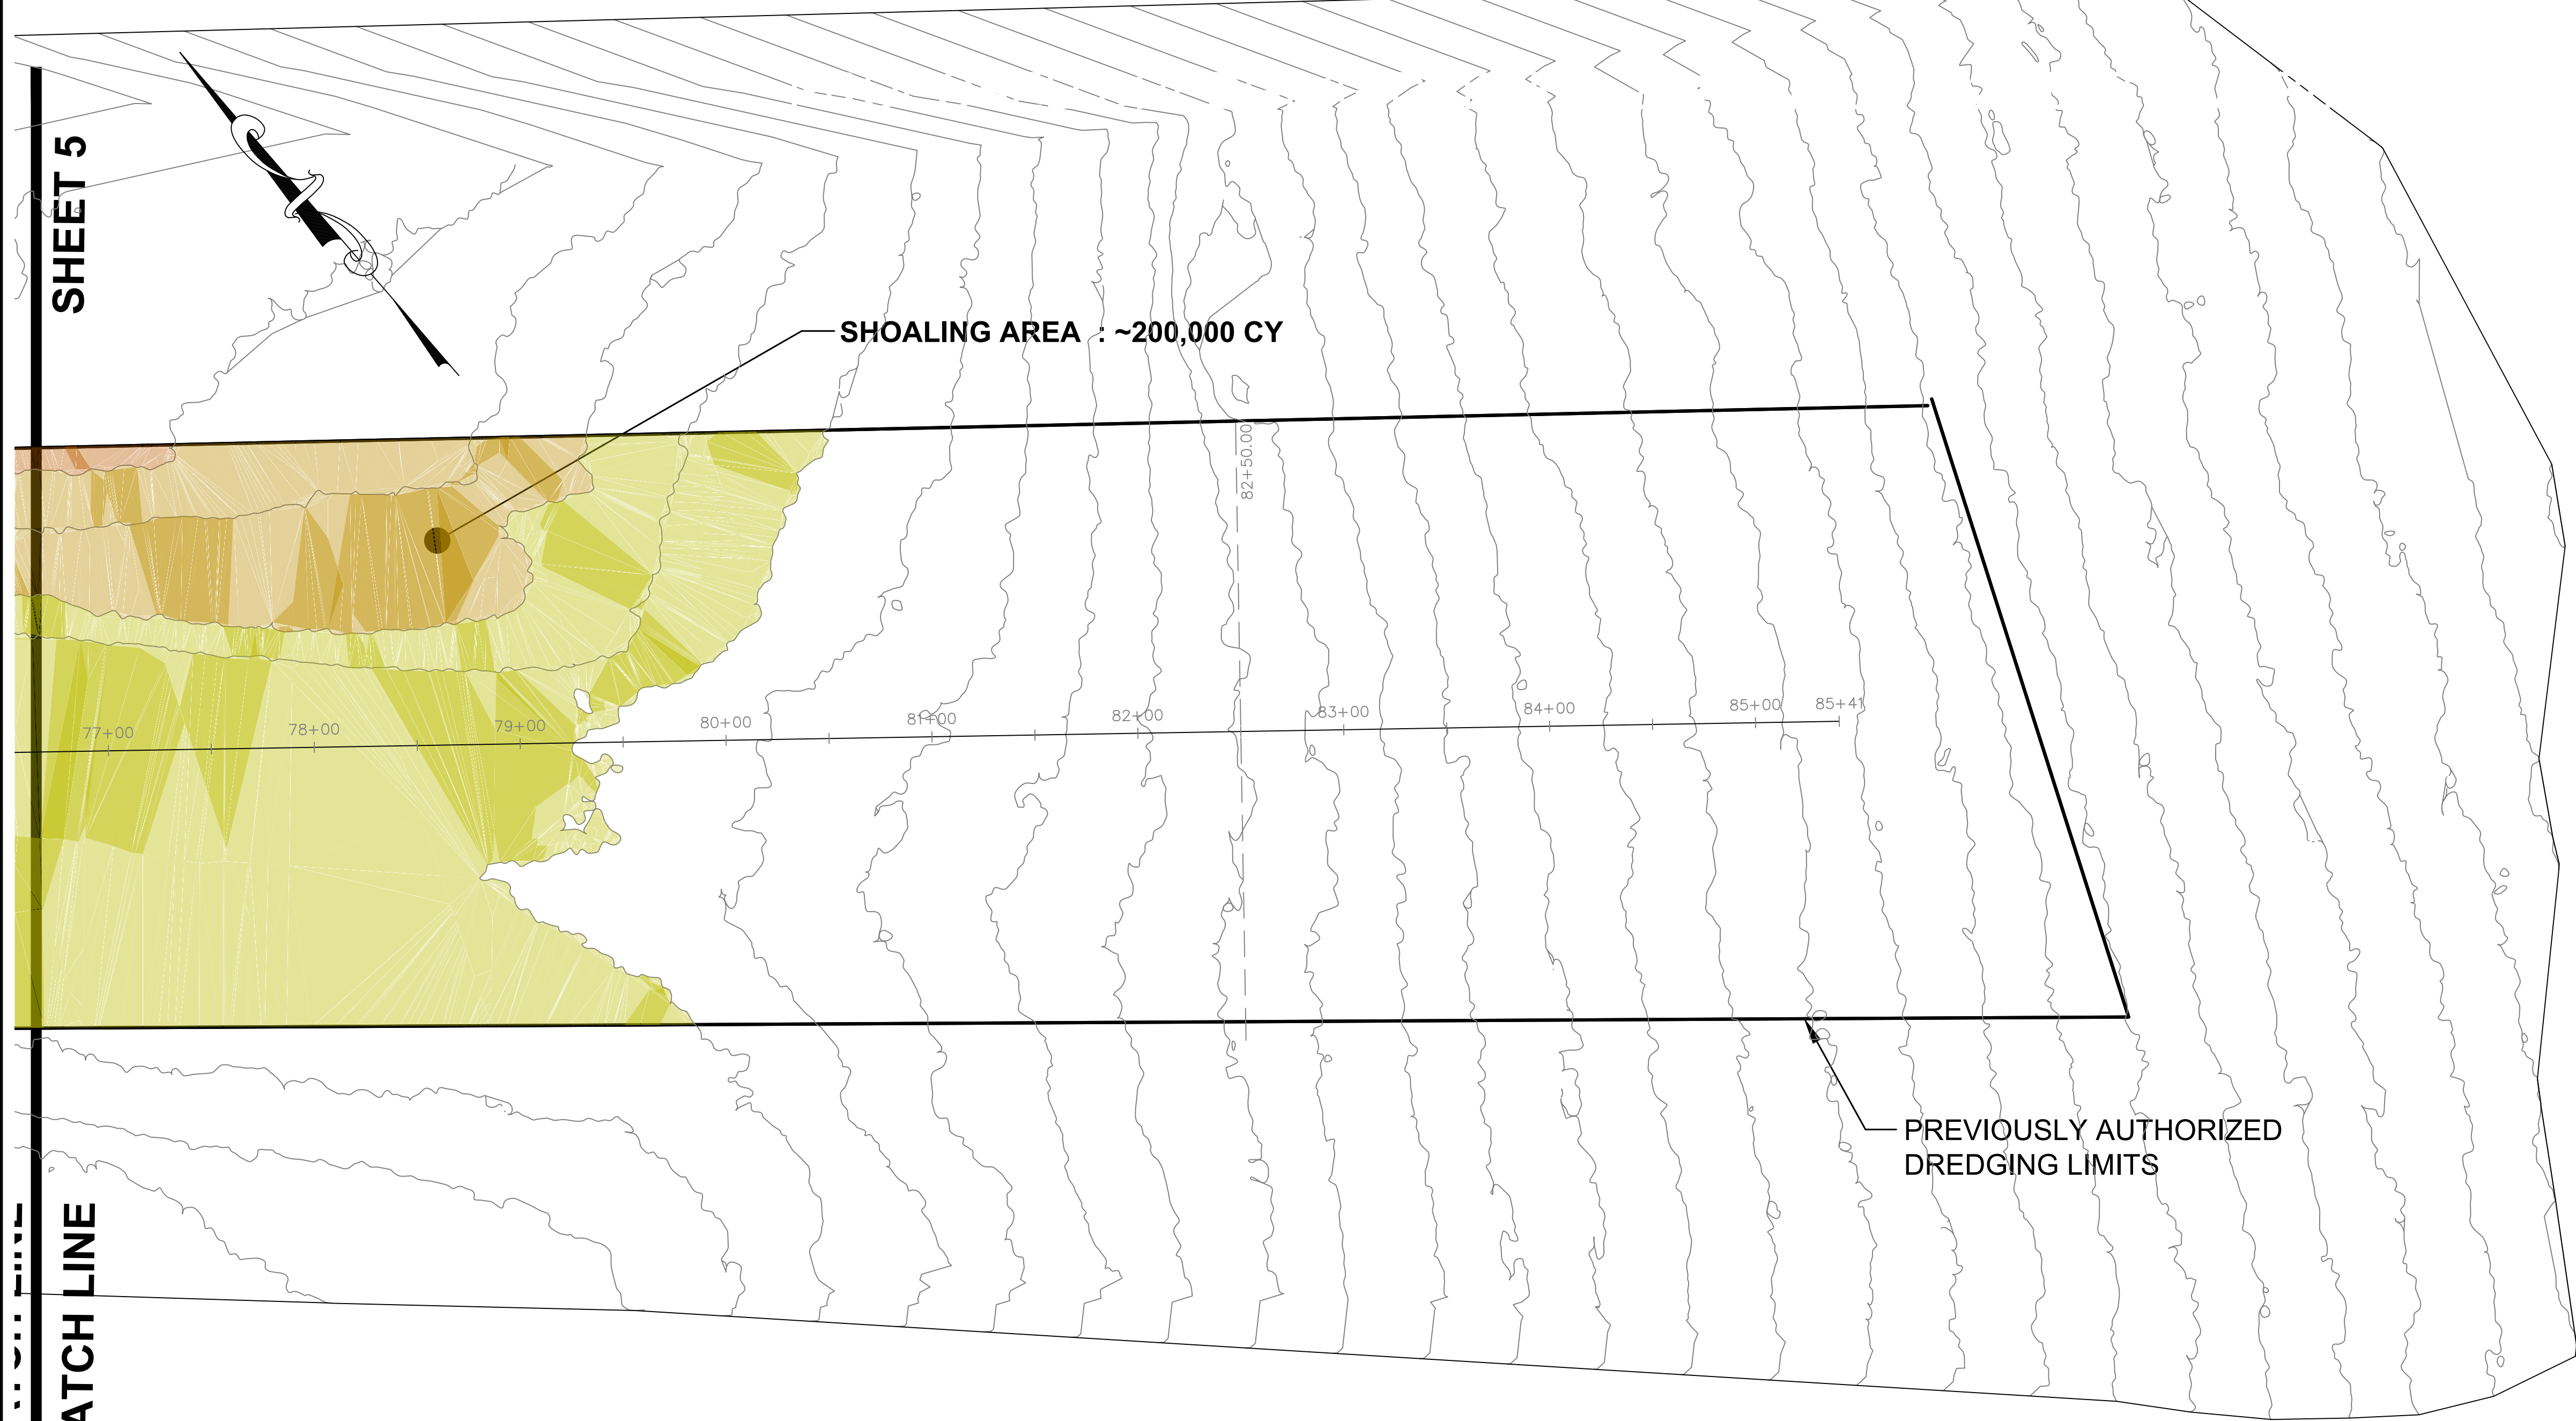 SHEET 5
SHOALING AREA : ~200,000 CY
82+50.00
77+00
78+00
79+00
80+00
81+00
82+00
83+00
84+00
85+00
85+41
PREVIOUSLY AUTHORIZED
DREDGING LIMITS
LINE
ATCH LINE